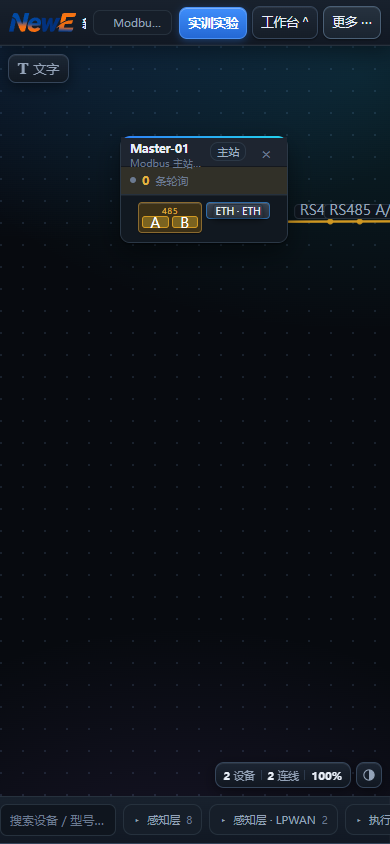 NewE
Modbu...
实训实验
工作台 ^
更多 ···
T 文字
Master-01
主站
×
Modbus 主站...
0 条轮询
485
A B
ETH · ETH
RS4 RS485 A/
2 设备
2 连线
100%
搜索设备 / 型号...
▸ 感知层 8
▸ 感知层 · LPWAN 2
▸ 执行